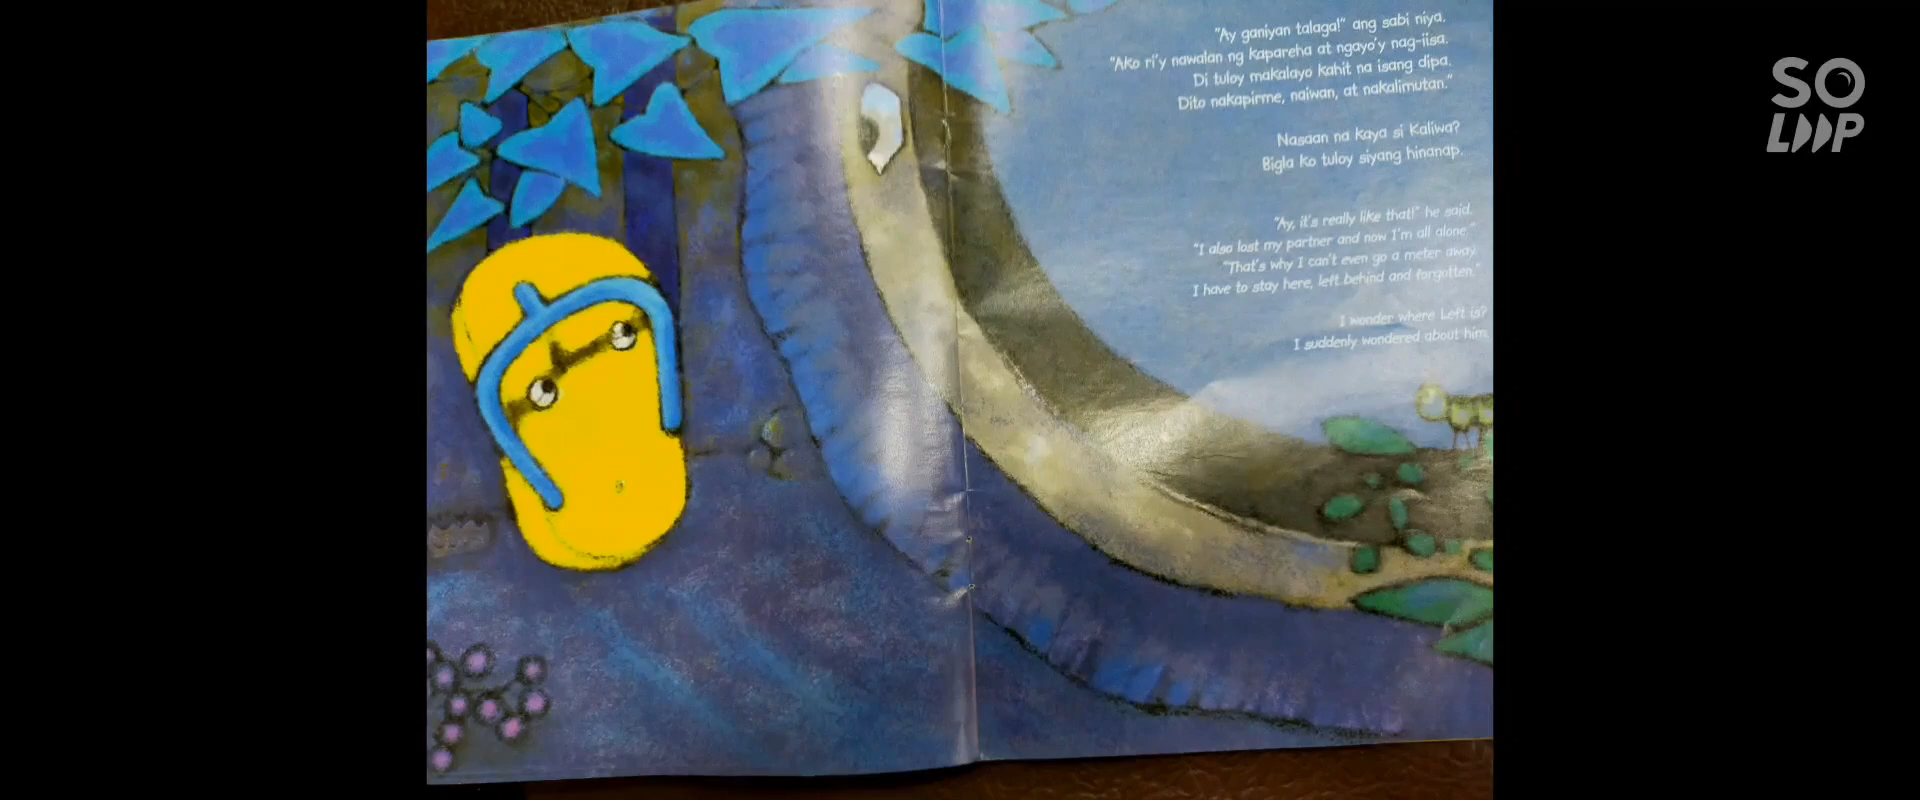 "Ay ganiyan talaga!" ang sabi niya.
"Ako ri'y nawalan ng kapareha at ngayo'y nag-iisa.
Di tuloy makalayo kahit na isang dipa.
Dito nakapirme, naiwan, at nakalimutan."
Nasaan na kaya si Kaliwa?
Bigla ko tuloy siyang hinanap.
"Ay, it's really like that!" he said.
"I also lost my partner and now I'm all alone."
"That's why I can't even go a meter away.
I have to stay here, left behind and forgotten."
I wonder where Left is?
I suddenly wondered about him.
SO
LOOP